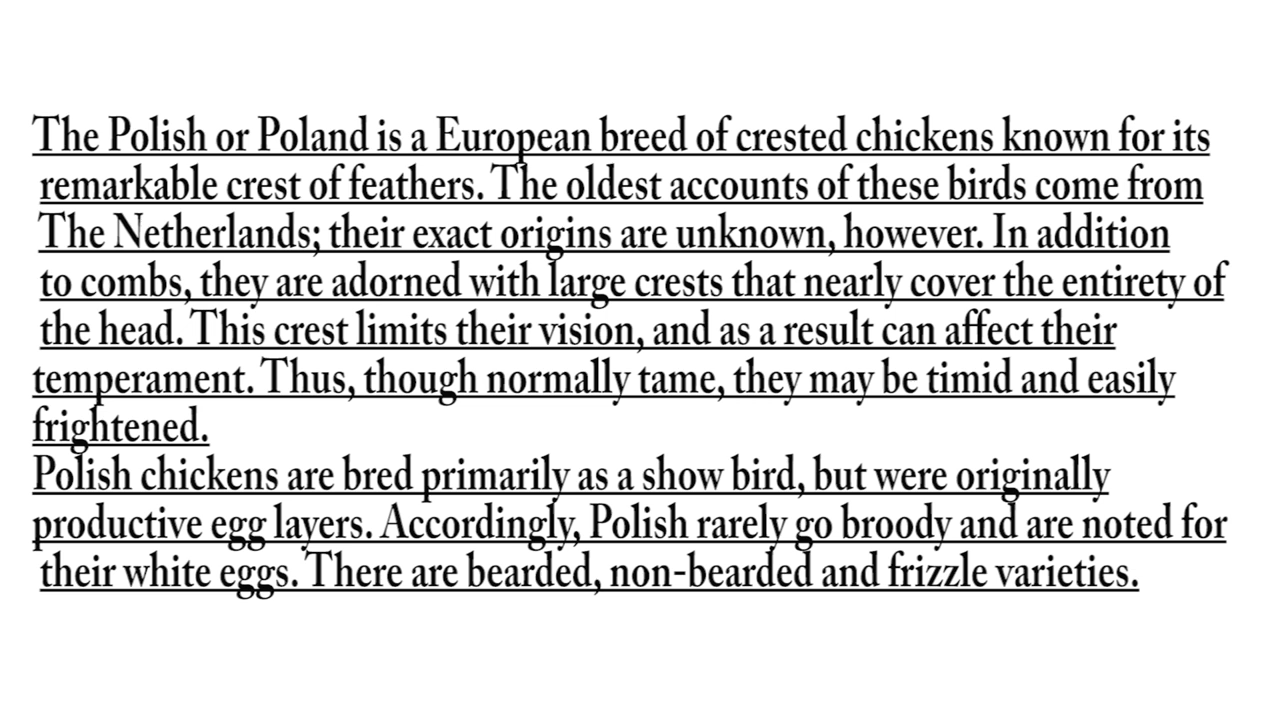 The Polish or Poland is a European breed of crested chickens known for its
remarkable crest of feathers. The oldest accounts of these birds come from
The Netherlands; their exact origins are unknown, however. In addition
to combs, they are adorned with large crests that nearly cover the entirety of
the head. This crest limits their vision, and as a result can affect their
temperament. Thus, though normally tame, they may be timid and easily
frightened.
Polish chickens are bred primarily as a show bird, but were originally
productive egg layers. Accordingly, Polish rarely go broody and are noted for
their white eggs. There are bearded, non-bearded and frizzle varieties.